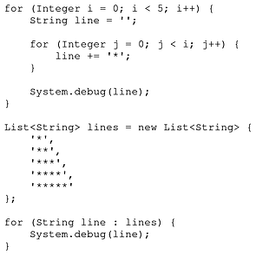 for (Integer i = 0; i < 5; i++) {
    String line = '';
    for (Integer j = 0; j < i; j++) {
        line += '*';
    }
    System.debug(line);
}
List<String> lines = new List<String> {
    '*',
    '**',
    '***',
    '****',
    '*****'
};
for (String line : lines) {
    System.debug(line);
}